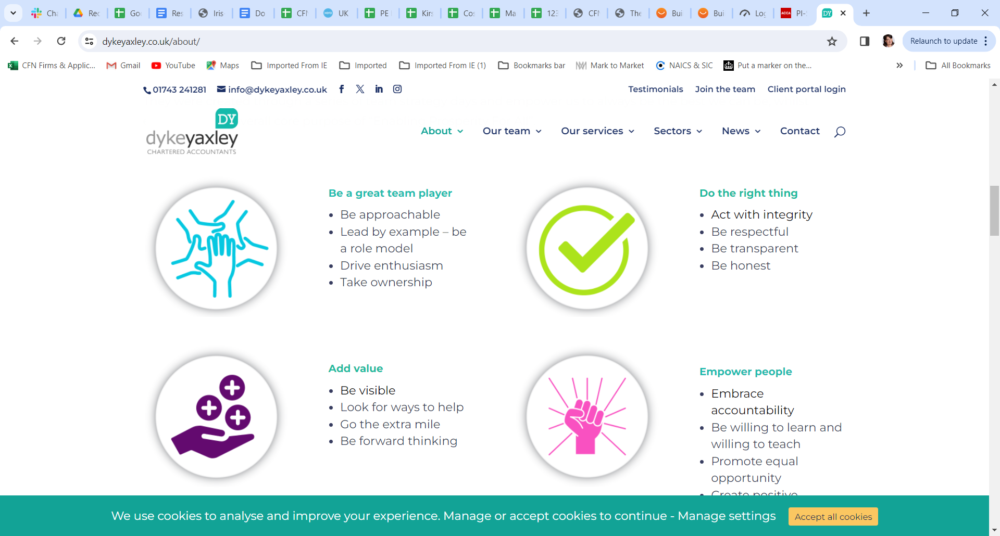 Cha
Rec
Goo
Res
Iris
Do
CFN
xero
UK
PE
Kirs
Cos
Ma
123
CFN
The
Bui
Bui
Log
ACCA
PI-
DY
dykeyaxley.co.uk/about/
Relaunch to update
CFN Firms & Applic...
Gmail
YouTube
Maps
Imported From IE
Imported
Imported From IE (1)
Bookmarks bar
Mark to Market
NAICS & SIC
Put a marker on the...
All Bookmarks
01743 241281
info@dykeyaxley.co.uk
Testimonials
Join the team
Client portal login
DY
dykeyaxley
CHARTERED ACCOUNTANTS
About
Our team
Our services
Sectors
News
Contact
Be a great team player
• Be approachable
• Lead by example – be
a role model
• Drive enthusiasm
• Take ownership
Do the right thing
• Act with integrity
• Be respectful
• Be transparent
• Be honest
Add value
• Be visible
• Look for ways to help
• Go the extra mile
• Be forward thinking
Empower people
• Embrace
accountability
• Be willing to learn and
willing to teach
• Promote equal
opportunity
• Create positive
We use cookies to analyse and improve your experience. Manage or accept cookies to continue - Manage settings
Accept all cookies